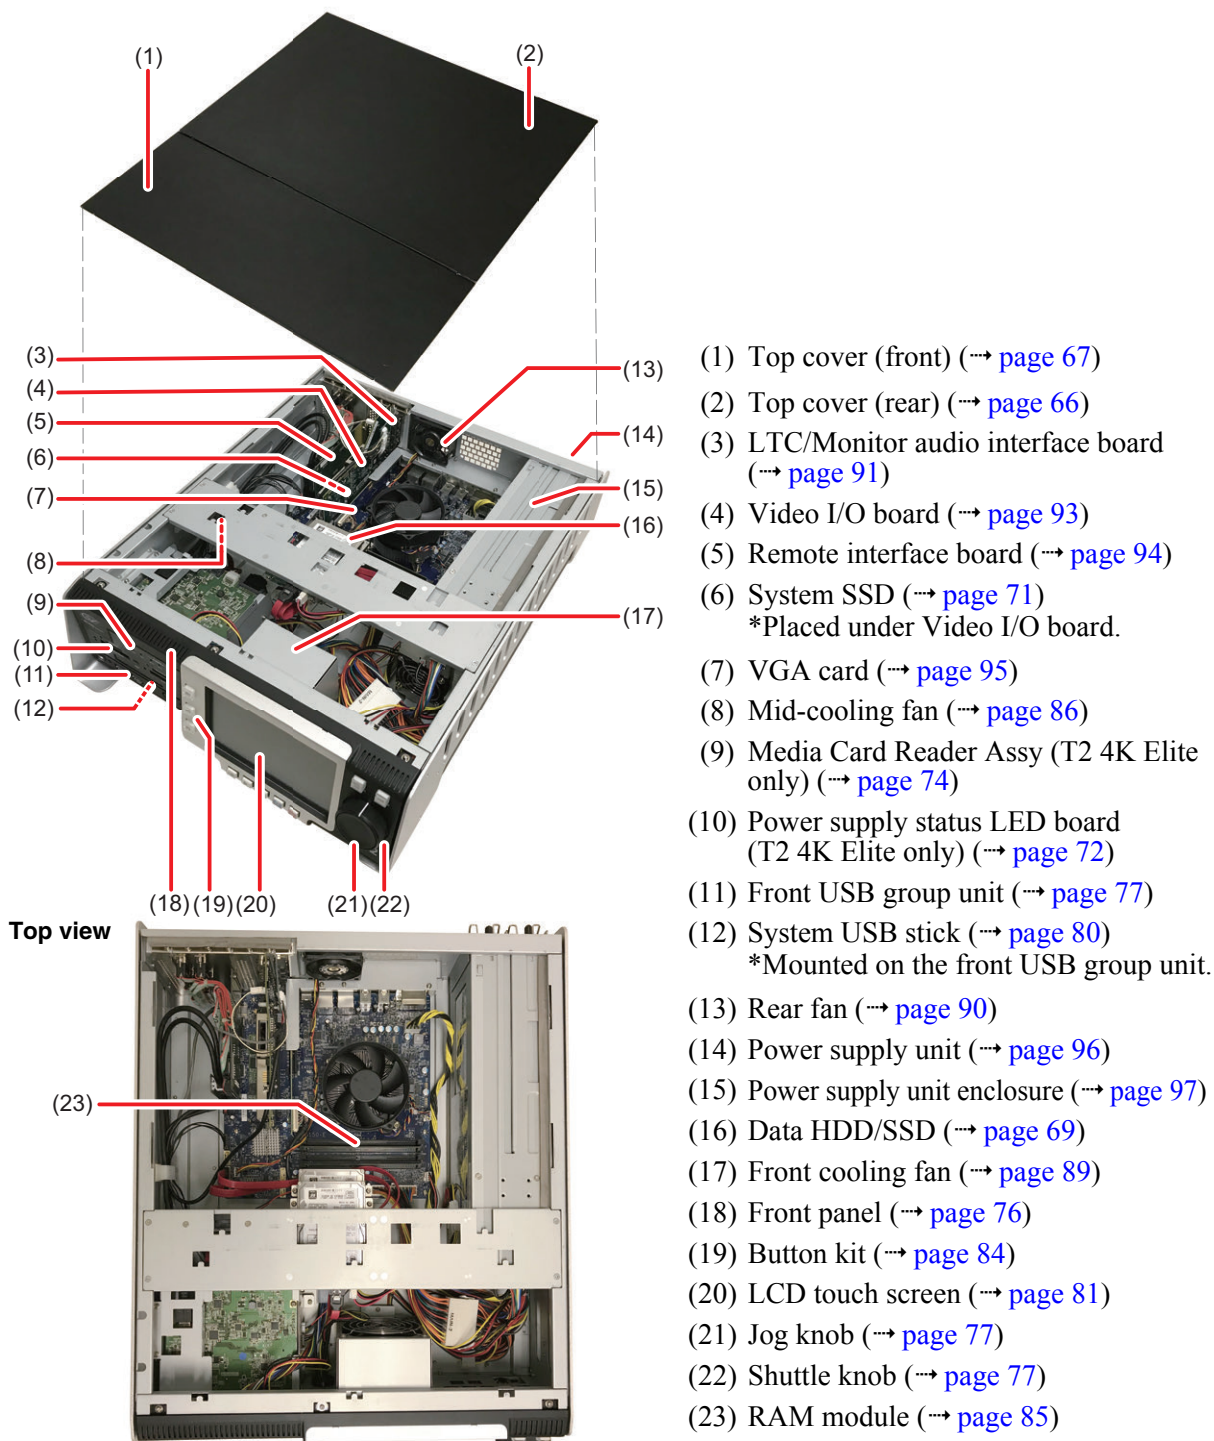 (1)
(2)
(3)
(4)
(5)
(6)
(7)
(8)
(9)
(10)
(11)
(12)
(13)
(14)
(15)
(16)
(17)
(18)
(19)
(20)
(21)
(22)
Top view
(23)
(1) Top cover (front) (⇢ page 67)
(2) Top cover (rear) (⇢ page 66)
(3) LTC/Monitor audio interface board
(⇢ page 91)
(4) Video I/O board (⇢ page 93)
(5) Remote interface board (⇢ page 94)
(6) System SSD (⇢ page 71)
*Placed under Video I/O board.
(7) VGA card (⇢ page 95)
(8) Mid-cooling fan (⇢ page 86)
(9) Media Card Reader Assy (T2 4K Elite
only) (⇢ page 74)
(10) Power supply status LED board
(T2 4K Elite only) (⇢ page 72)
(11) Front USB group unit (⇢ page 77)
(12) System USB stick (⇢ page 80)
*Mounted on the front USB group unit.
(13) Rear fan (⇢ page 90)
(14) Power supply unit (⇢ page 96)
(15) Power supply unit enclosure (⇢ page 97)
(16) Data HDD/SSD (⇢ page 69)
(17) Front cooling fan (⇢ page 89)
(18) Front panel (⇢ page 76)
(19) Button kit (⇢ page 84)
(20) LCD touch screen (⇢ page 81)
(21) Jog knob (⇢ page 77)
(22) Shuttle knob (⇢ page 77)
(23) RAM module (⇢ page 85)